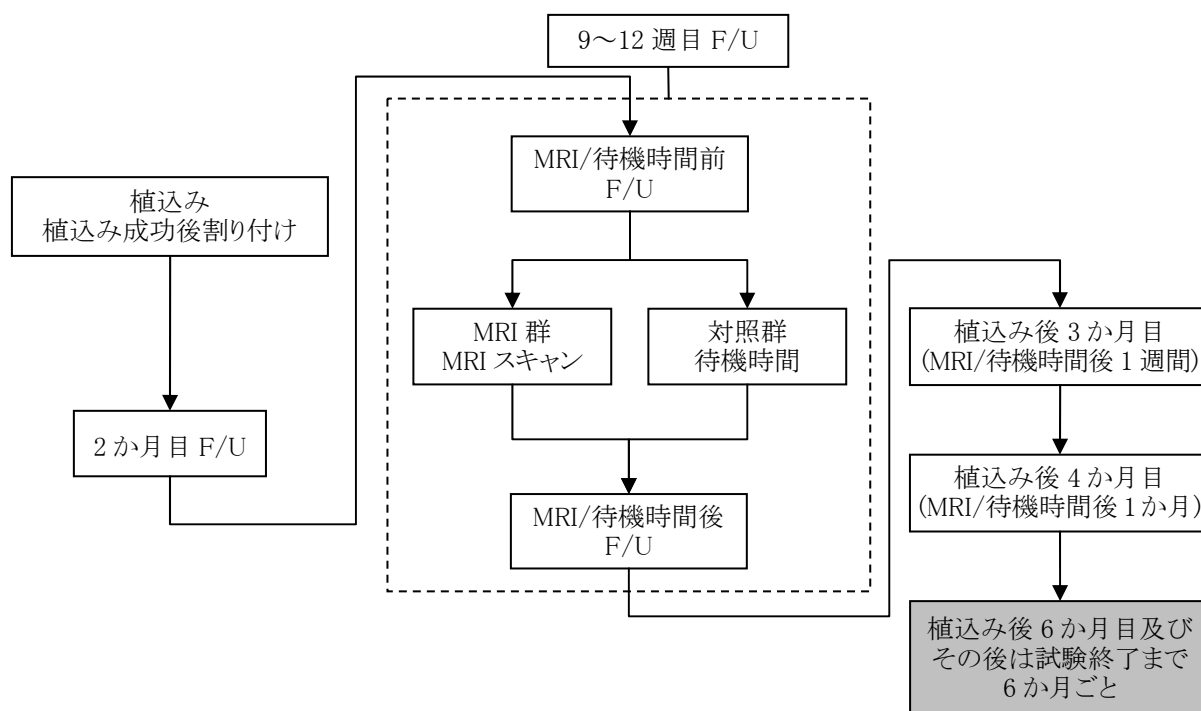 植込み
植込み成功後割り付け
2か月目 F/U
9～12週目 F/U
MRI/待機時間前
F/U
MRI 群
MRI スキャン
対照群
待機時間
MRI/待機時間後
F/U
植込み後3か月目
(MRI/待機時間後1週間)
植込み後4か月目
(MRI/待機時間後1か月)
植込み後6か月目及び
その後は試験終了まで
6か月ごと